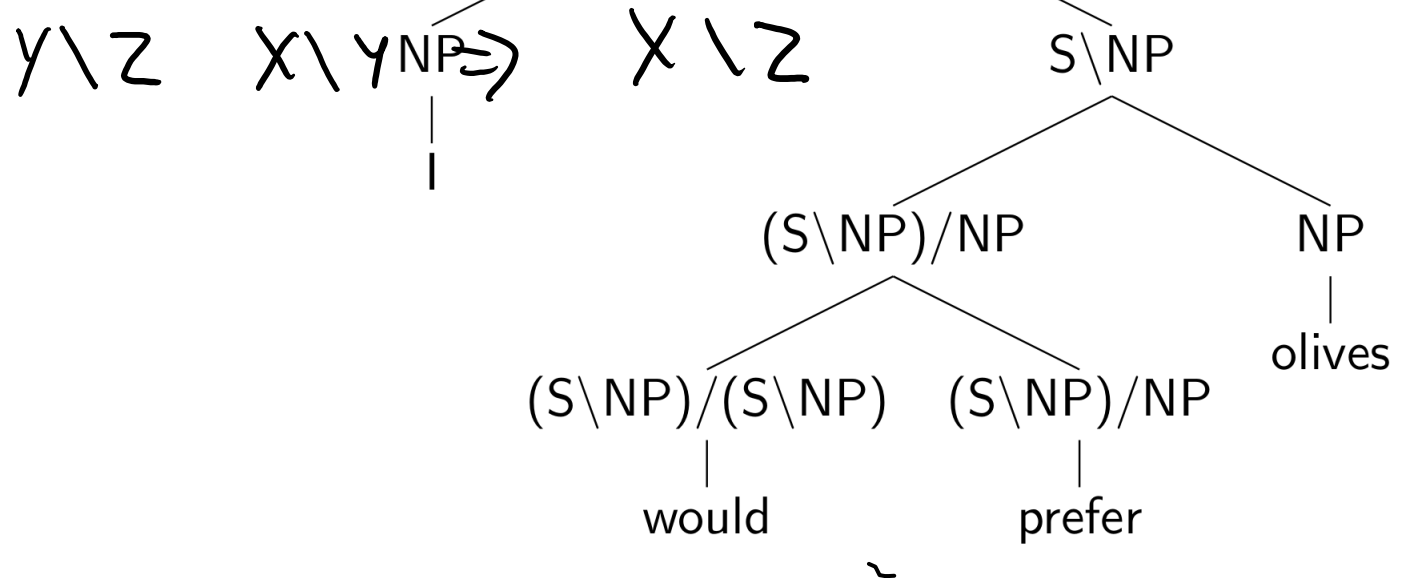 Y\Z X\Y NP ⇒ X\Z S\NP
I
(S\NP)/NP NP
olives
(S\NP)/(S\NP) (S\NP)/NP
would prefer